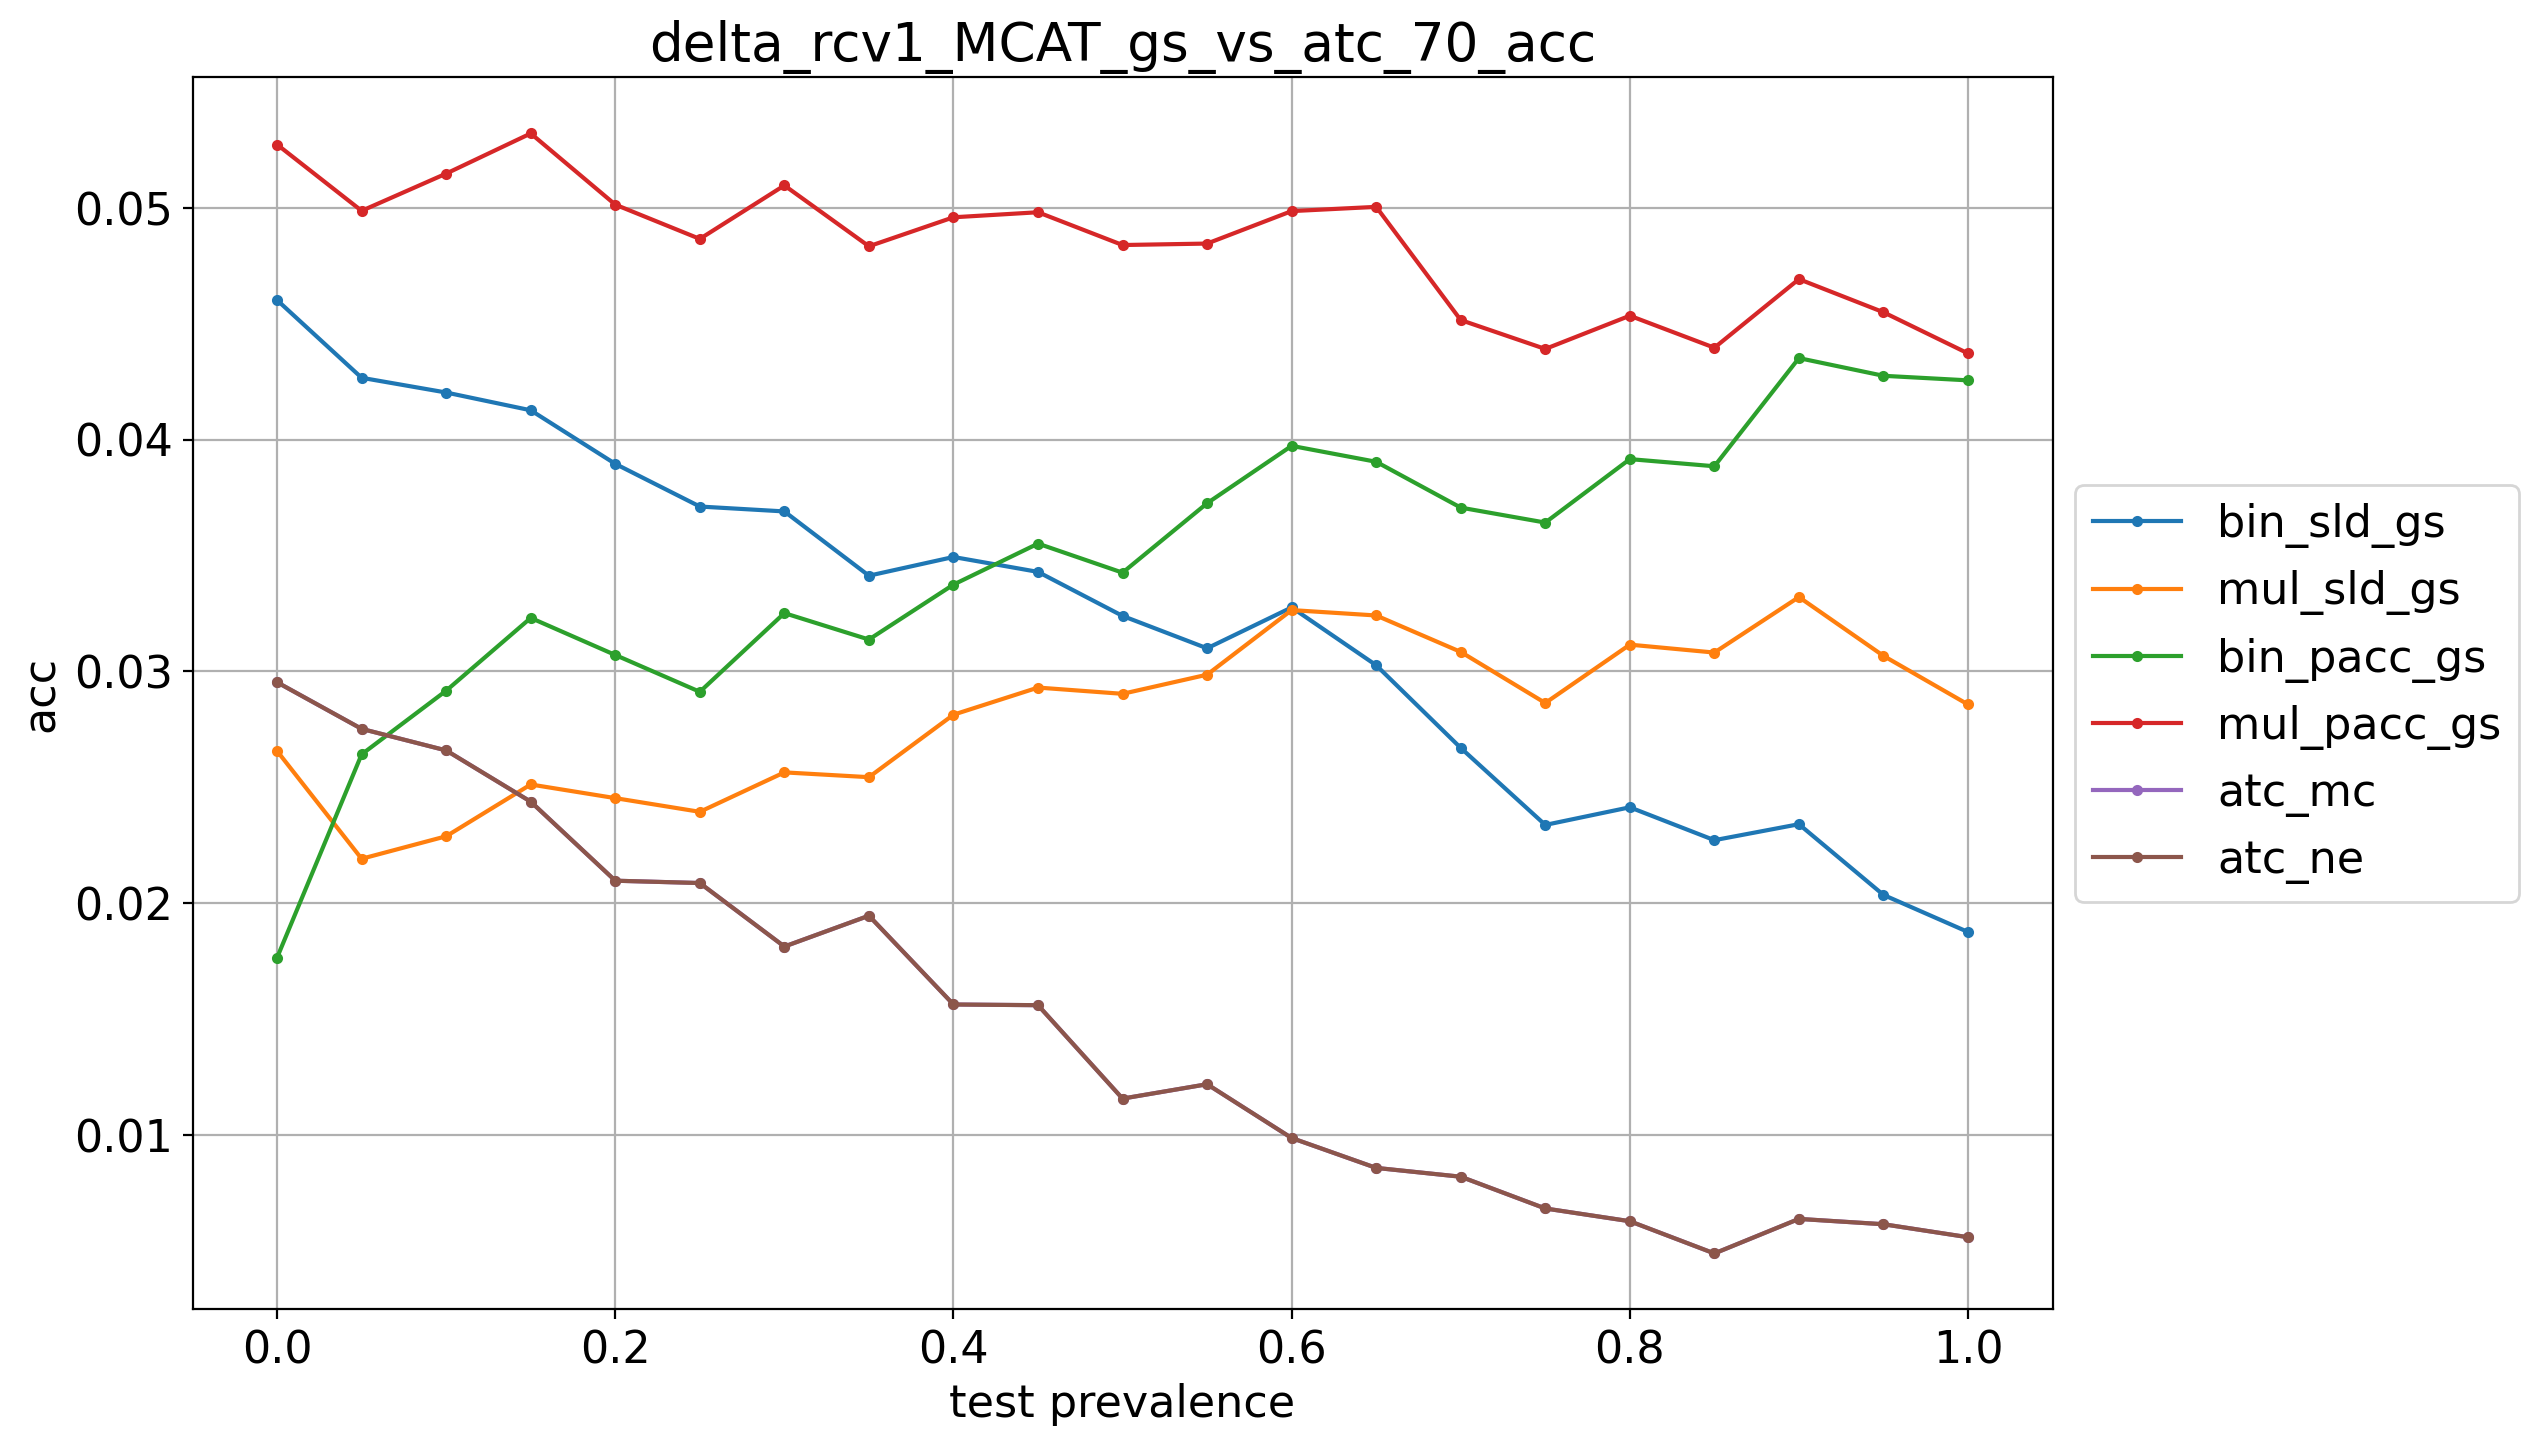 delta_rcv1_MCAT_gs_vs_atc_70_acc
0.05
0.04
0.03
0.02
0.01
acc
0.0 0.2 0.4 0.6 0.8 1.0
test prevalence
bin_sld_gs
mul_sld_gs
bin_pacc_gs
mul_pacc_gs
atc_mc
atc_ne